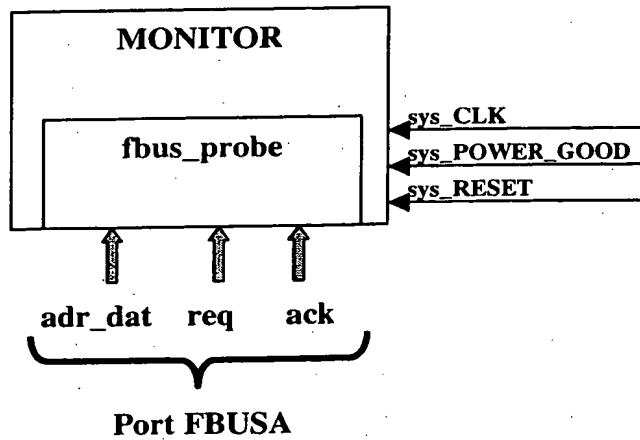 MONITOR
fbus_probe
sys_CLK
sys_POWER_GOOD
sys_RESET
adr_dat req ack
Port FBUSA